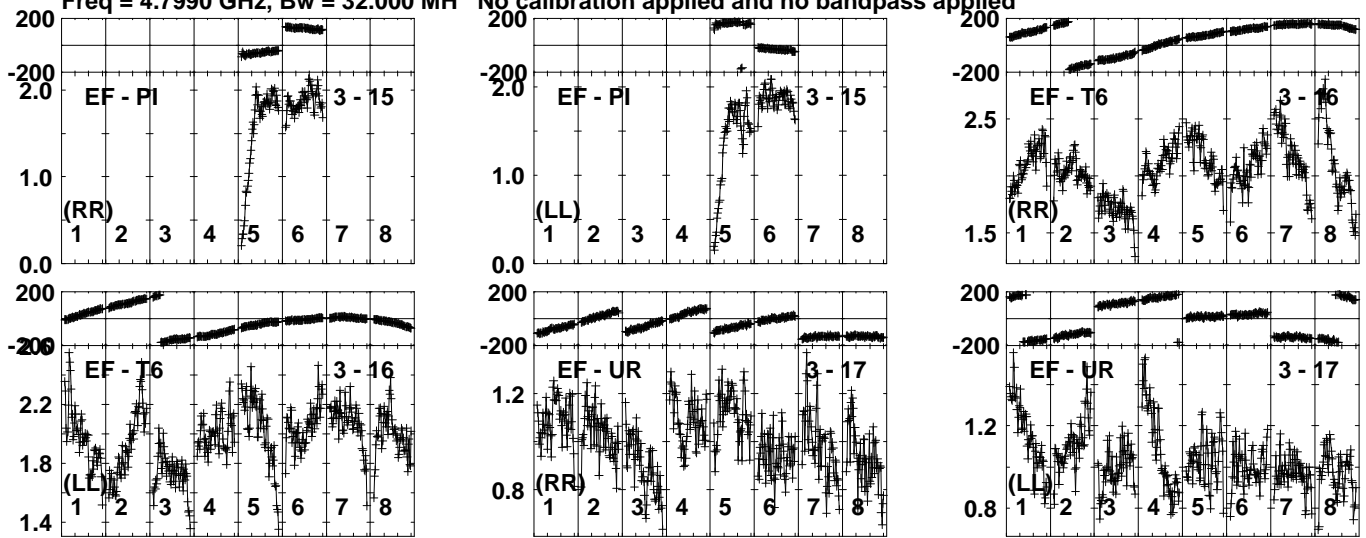 Freq = 4.7990 GHz, Bw = 32.000 MH No calibration applied and no bandpass applied
200
-200
2.0
1.0
0.0
EF - PI
3 - 15
(RR)
1 2 3 4 5 6 7 8
200
-200
2.0
1.0
0.0
EF - PI
3 - 15
(LL)
1 2 3 4 5 6 7 8
200
-200
2.5
1.5
EF - T6
3 - 16
(RR)
1 2 3 4 5 6 7 8
200
-200
2.6
2.2
1.8
1.4
EF - T6
3 - 16
(LL)
1 2 3 4 5 6 7 8
200
-200
1.2
0.8
EF - UR
3 - 17
(RR)
1 2 3 4 5 6 7 8
200
-200
1.2
0.8
EF - UR
3 - 17
(LL)
1 2 3 4 5 6 7 8